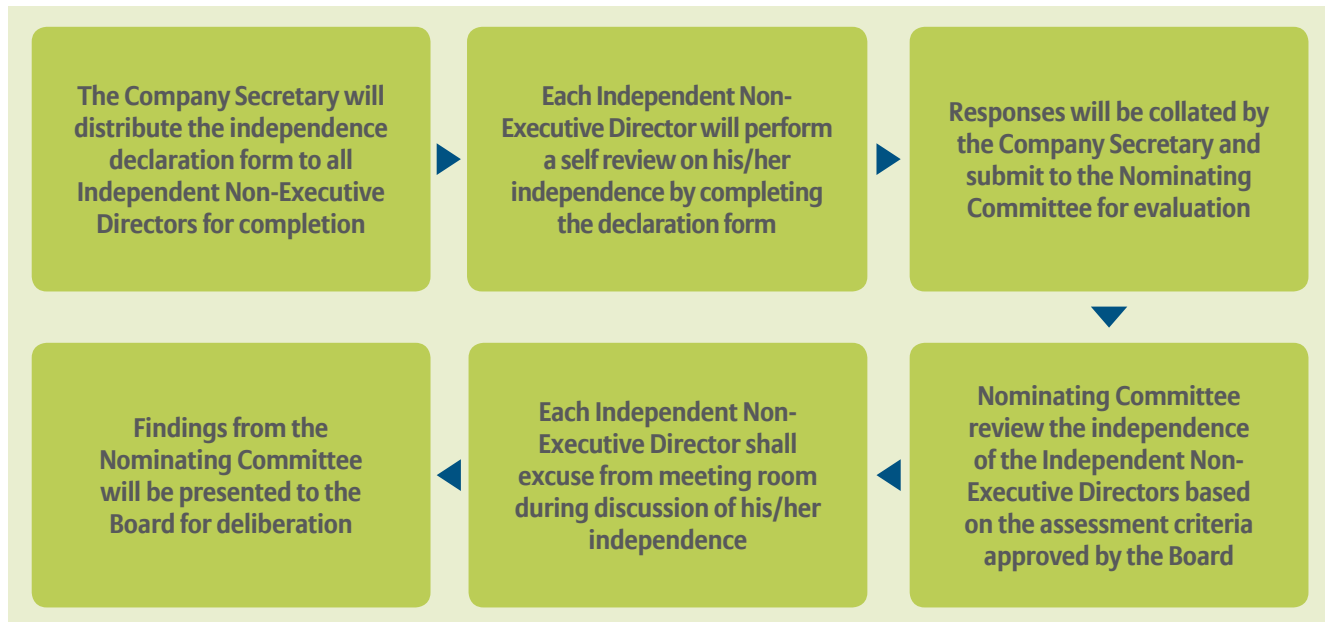 The Company Secretary will
distribute the independence
declaration form to all
Independent Non-Executive
Directors for completion
Each Independent Non-
Executive Director will perform
a self review on his/her
independence by completing
the declaration form
Responses will be collated by
the Company Secretary and
submit to the Nominating
Committee for evaluation
Nominating Committee
review the independence
of the Independent Non-
Executive Directors based
on the assessment criteria
approved by the Board
Each Independent Non-
Executive Director shall
excuse from meeting room
during discussion of his/her
independence
Findings from the
Nominating Committee
will be presented to the
Board for deliberation